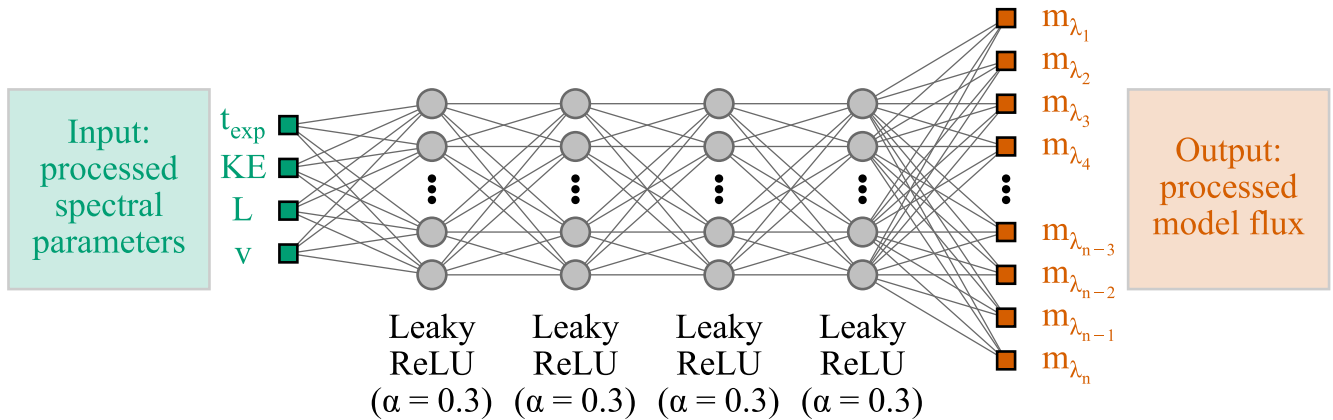 Input:
processed
spectral
parameters
t_exp
KE
L
v
Leaky
ReLU
(α = 0.3)
Leaky
ReLU
(α = 0.3)
Leaky
ReLU
(α = 0.3)
Leaky
ReLU
(α = 0.3)
m_λ₁
m_λ₂
m_λ₃
m_λ₄
m_λₙ₋₃
m_λₙ₋₂
m_λₙ₋₁
m_λₙ
Output:
processed
model flux